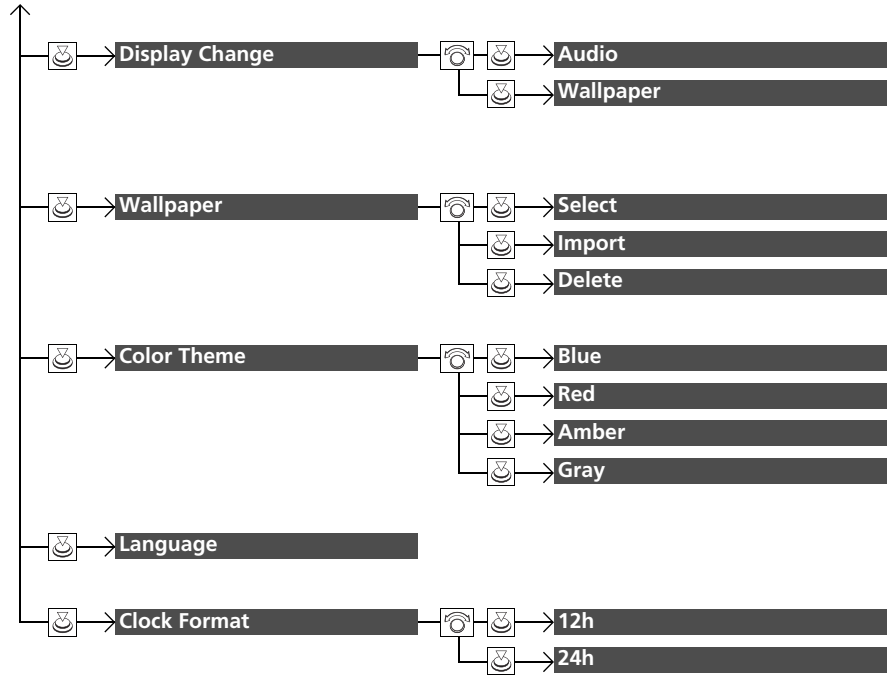 Display Change
Audio
Wallpaper
Wallpaper
Select
Import
Delete
Color Theme
Blue
Red
Amber
Gray
Language
Clock Format
12h
24h